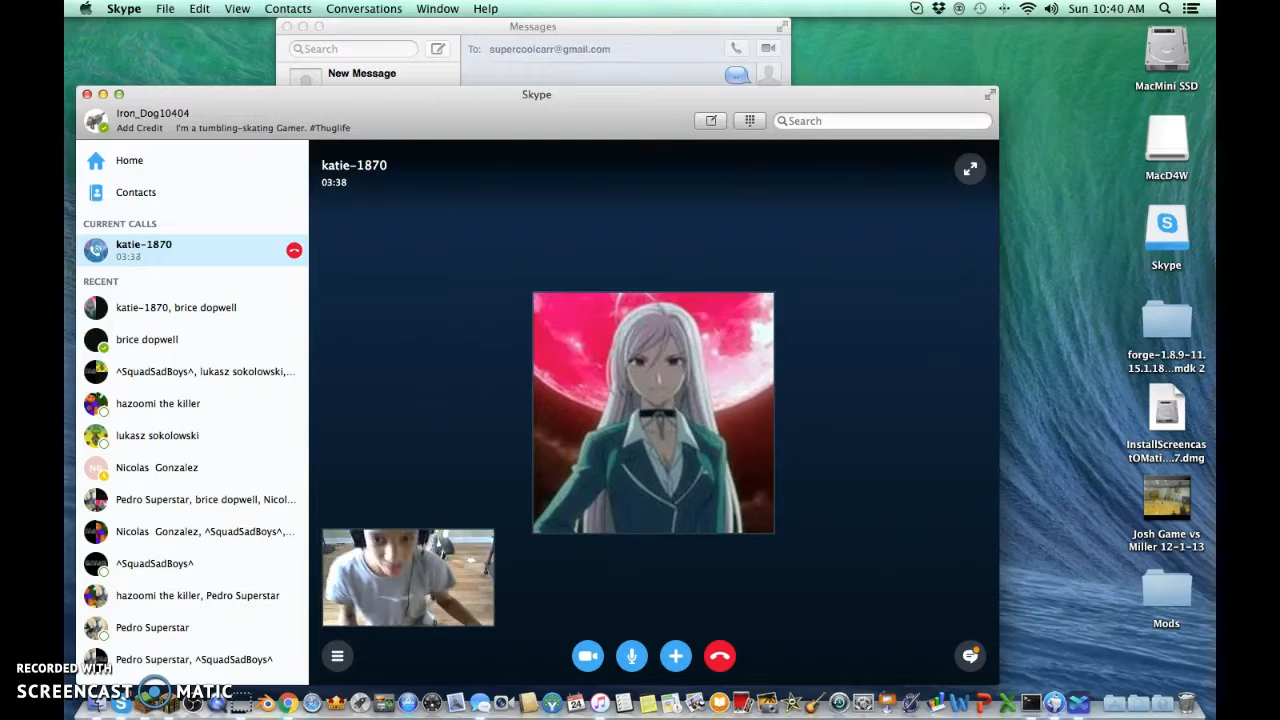 Skype File Edit View Contacts Conversations Window Help Sun 10:40 AM
Messages
Search
To: supercoolcarr@gmail.com
New Message
Skype
Iron_Dog10404
Add Credit I'm a tumbling-skating Gamer. #Thuglife
Search
Home
Contacts
CURRENT CALLS
katie-1870
03:38
RECENT
katie-1870, brice dopwell
brice dopwell
^SquadSadBoys^, lukasz sokolowski,...
hazoomi the killer
lukasz sokolowski
NG
Nicolas Gonzalez
Pedro Superstar, brice dopwell, Nicol...
Nicolas Gonzalez, ^SquadSadBoys^,...
^SquadSadBoys^
hazoomi the killer, Pedro Superstar
Pedro Superstar
Pedro Superstar, ^SquadSadBoys^
katie-1870
03:38
MacMini SSD
MacD4W
Skype
forge-1.8.9-11.
15.1.18...mdk 2
InstallScreencas
tOMati....7.dmg
Josh Game vs
Miller 12-1-13
Mods
RECORDED WITH
SCREENCAST MATIC
24